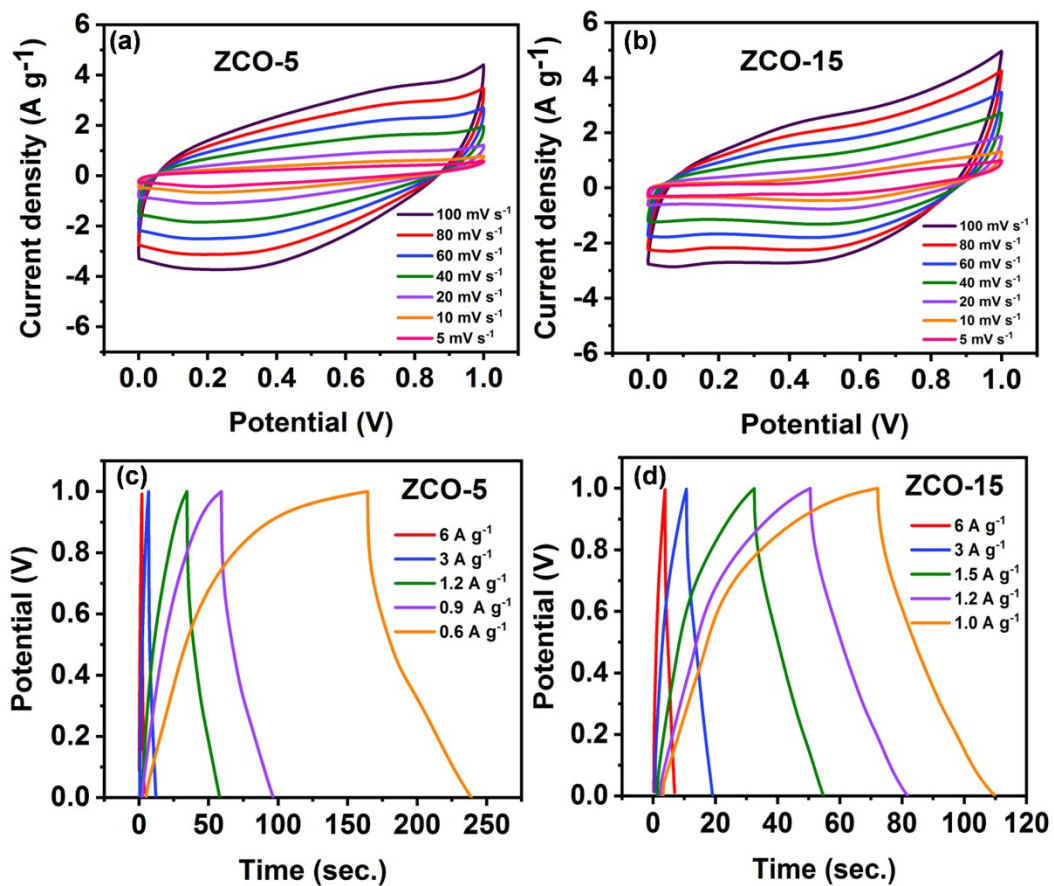 (a)
ZCO-5
Current density (A g⁻¹)
6
4
2
0
-2
-4
-6
100 mV s⁻¹
80 mV s⁻¹
60 mV s⁻¹
40 mV s⁻¹
20 mV s⁻¹
10 mV s⁻¹
5 mV s⁻¹
0.0 0.2 0.4 0.6 0.8 1.0
Potential (V)
(b)
ZCO-15
Current density (A g⁻¹)
6
4
2
0
-2
-4
-6
100 mV s⁻¹
80 mV s⁻¹
60 mV s⁻¹
40 mV s⁻¹
20 mV s⁻¹
10 mV s⁻¹
5 mV s⁻¹
0.0 0.2 0.4 0.6 0.8 1.0
Potential (V)
(c)
ZCO-5
Potential (V)
1.0
0.8
0.6
0.4
0.2
0.0
6 A g⁻¹
3 A g⁻¹
1.2 A g⁻¹
0.9 A g⁻¹
0.6 A g⁻¹
0 50 100 150 200 250
Time (sec.)
(d)
ZCO-15
Potential (V)
1.0
0.8
0.6
0.4
0.2
0.0
6 A g⁻¹
3 A g⁻¹
1.5 A g⁻¹
1.2 A g⁻¹
1.0 A g⁻¹
0 20 40 60 80 100 120
Time (sec.)